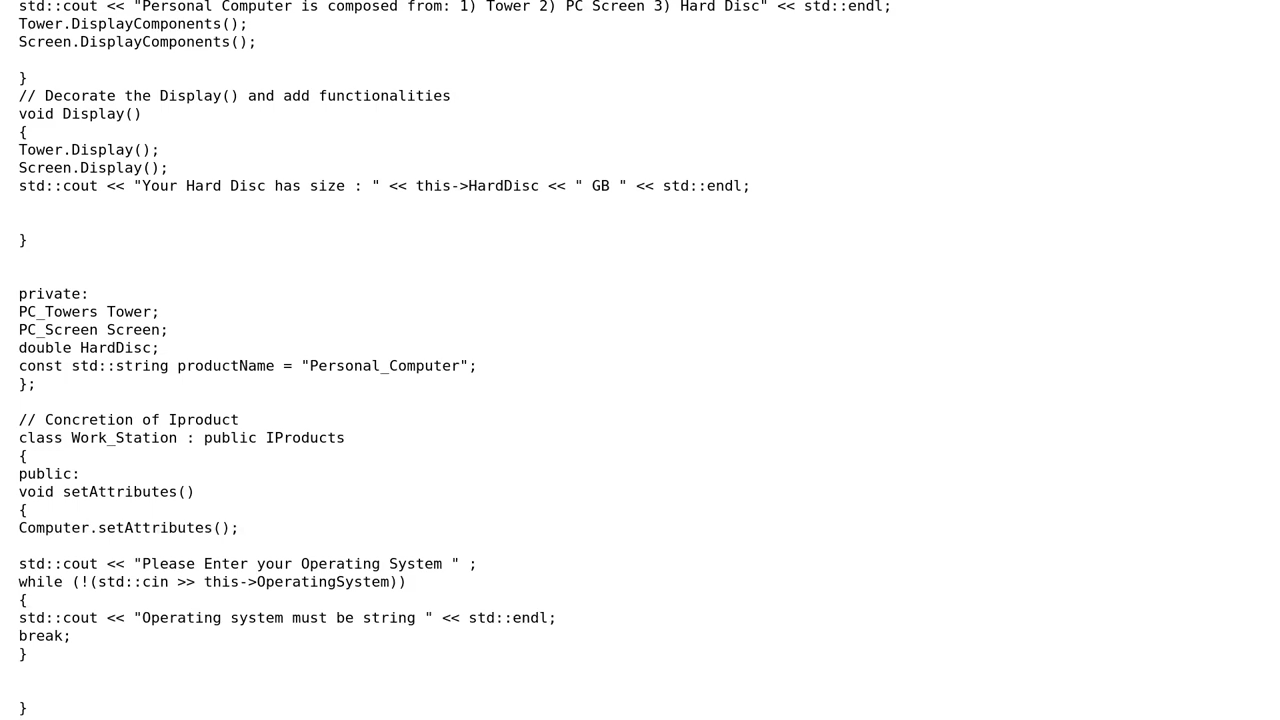 std::cout << "Personal Computer is composed from: 1) Tower 2) PC Screen 3) Hard Disc" << std::endl;
Tower.DisplayComponents();
Screen.DisplayComponents();
}
// Decorate the Display() and add functionalities
void Display()
{
Tower.Display();
Screen.Display();
std::cout << "Your Hard Disc has size : " << this->HardDisc << " GB " << std::endl;
}
private:
PC_Towers Tower;
PC_Screen Screen;
double HardDisc;
const std::string productName = "Personal_Computer";
};
// Concretion of Iproduct
class Work_Station : public IProducts
{
public:
void setAttributes()
{
Computer.setAttributes();
std::cout << "Please Enter your Operating System " ;
while (!(std::cin >> this->OperatingSystem))
{
std::cout << "Operating system must be string " << std::endl;
break;
}
}